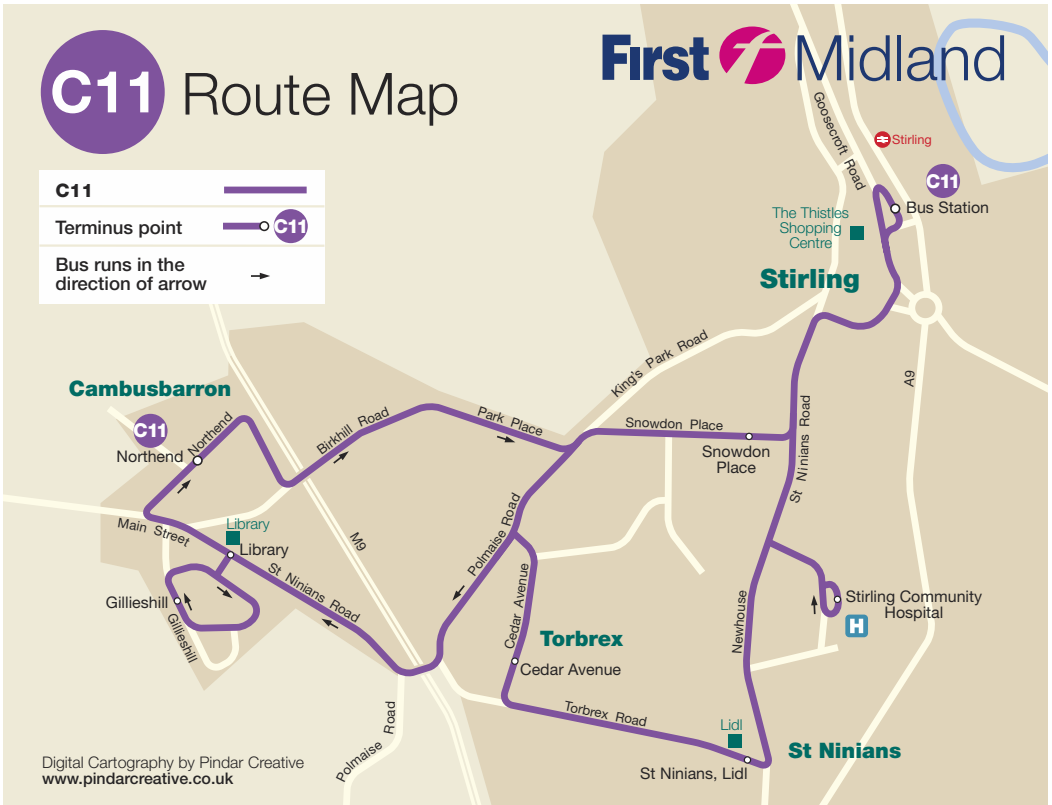 C11 Route Map
First Midland
C11
Terminus point
C11
Bus runs in the
direction of arrow
Goosecroft Road
Stirling
C11
Bus Station
The Thistles
Shopping
Centre
Stirling
King's Park Road
A9
Cambusbarron
C11
Northend
Northend
Birkhill Road
Park Place
Snowdon Place
Snowdon
Place
St Ninians Road
Main Street
Library
Library
M9
Polmaise Road
St Ninians Road
Gillieshill
Gillieshill
Cedar Avenue
Torbrex
Cedar Avenue
Newhouse
Stirling Community
Hospital
H
Torbrex Road
Lidl
St Ninians
St Ninians, Lidl
Polmaise Road
Digital Cartography by Pindar Creative
www.pindarcreative.co.uk